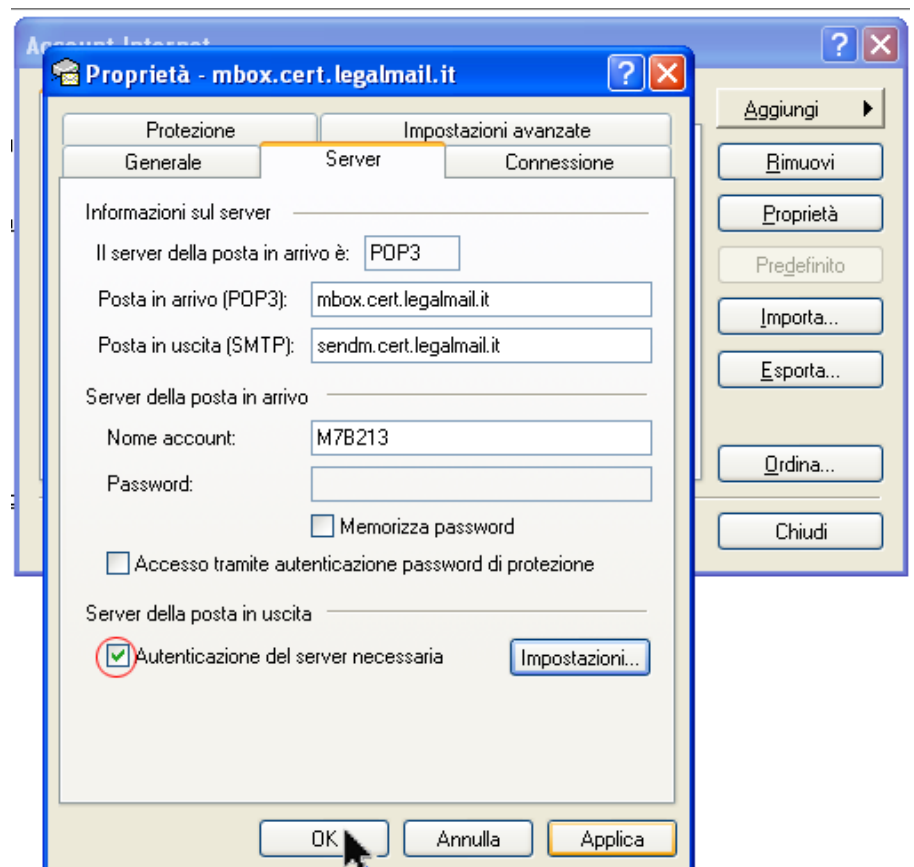 Account Internet
Proprietà - mbox.cert.legalmail.it
Aggiungi
Rimuovi
Proprietà
Predefinito
Importa...
Esporta...
Ordina...
Chiudi
Protezione
Impostazioni avanzate
Generale
Server
Connessione
Informazioni sul server
Il server della posta in arrivo è: POP3
Posta in arrivo (POP3): mbox.cert.legalmail.it
Posta in uscita (SMTP): sendm.cert.legalmail.it
Server della posta in arrivo
Nome account: M7B213
Password:
Memorizza password
Accesso tramite autenticazione password di protezione
Server della posta in uscita
Autenticazione del server necessaria
Impostazioni...
OK
Annulla
Applica